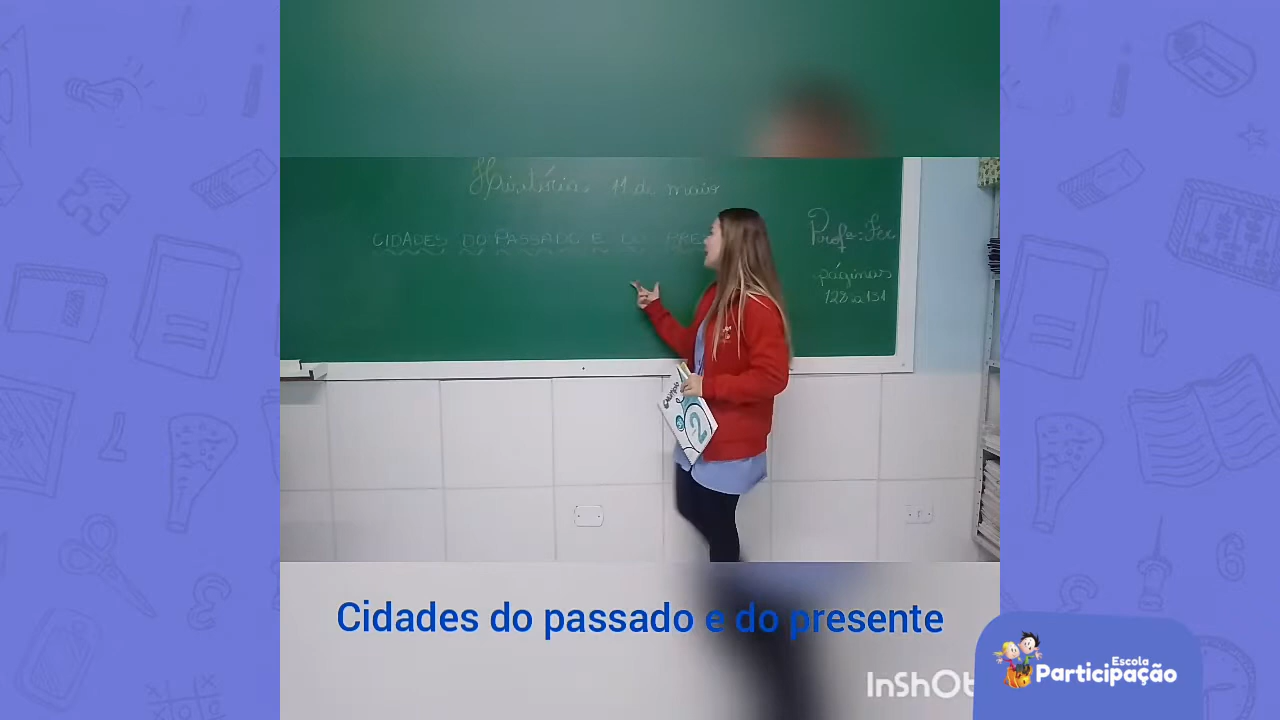 História 11 de maio
CIDADES DO PASSADO E DO PRE
Profª: Fer
páginas
128 a 131
2
Cidades do passado e do presente
InShOt
Escola
Participação